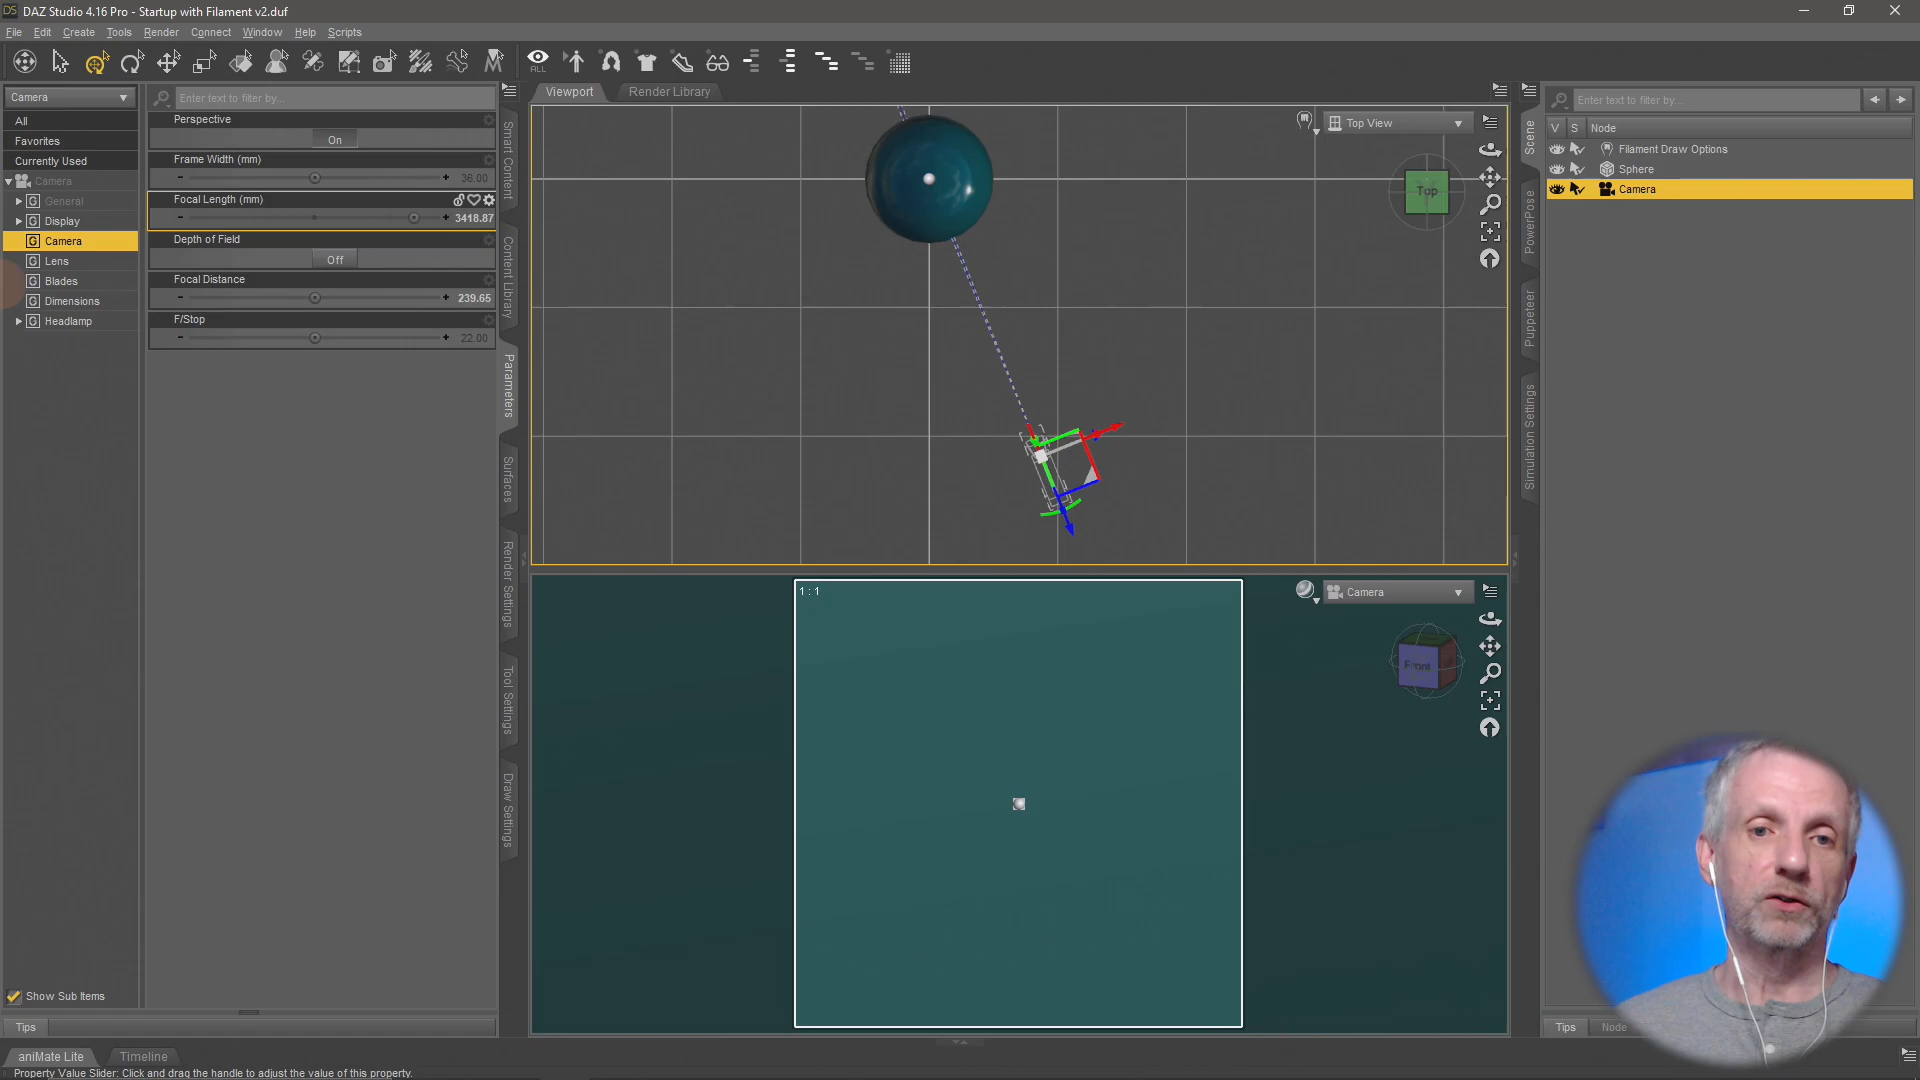 DAZ Studio 4.16 Pro - Startup with Filament v2.duf
File Edit Create Tools Render Connect Window Help Scripts
ALL
Camera
All
Favorites
Currently Used
Camera
General
Display
Camera
Lens
Blades
Dimensions
Headlamp
Show Sub Items
Tips
Enter text to filter by...
Perspective
On
Frame Width (mm)
36.00
Focal Length (mm)
3418.87
Depth of Field
Off
Focal Distance
239.65
F/Stop
22.00
Smart Content
Content Library
Parameters
Surfaces
Render Settings
Tool Settings
Draw Settings
Viewport Render Library
Top View
Top
1 : 1
Camera
Front
Scene
PowerPose
Puppeteer
Simulation Settings
Enter text to filter by...
V S Node
Filament Draw Options
Sphere
Camera
Tips Node
aniMate Lite Timeline
Property Value Slider: Click and drag the handle to adjust the value of this property.